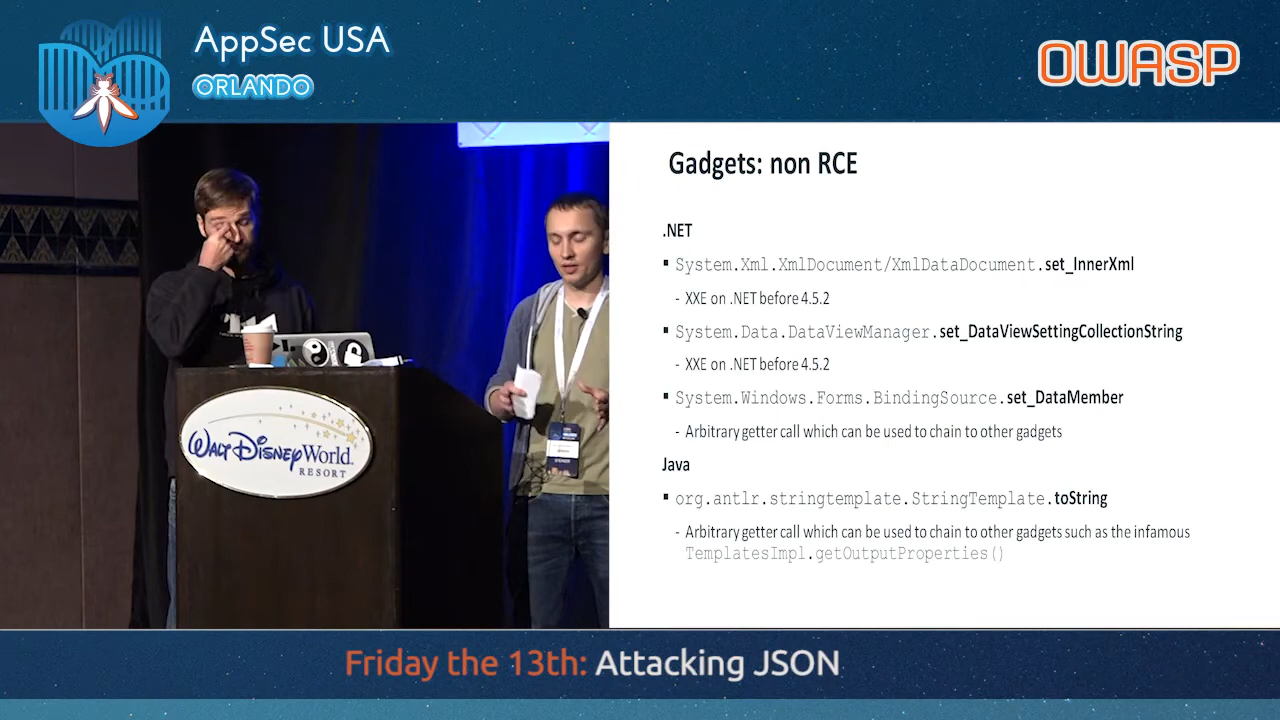 AppSec USA
ORLANDO
OWASP
Gadgets: non RCE
.NET
▪ System.Xml.XmlDocument/XmlDataDocument.set_InnerXml
- XXE on .NET before 4.5.2
▪ System.Data.DataViewManager.set_DataViewSettingCollectionString
- XXE on .NET before 4.5.2
▪ System.Windows.Forms.BindingSource.set_DataMember
- Arbitrary getter call which can be used to chain to other gadgets
Java
▪ org.antlr.stringtemplate.StringTemplate.toString
- Arbitrary getter call which can be used to chain to other gadgets such as the infamous
TemplatesImpl.getOutputProperties()
WALT DISNEY World.
RESORT
Friday the 13th: Attacking JSON